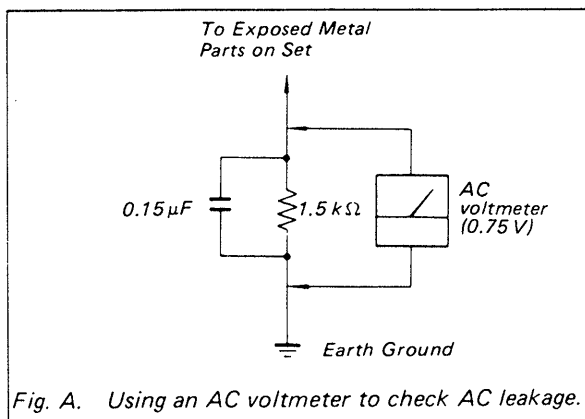 To Exposed Metal
Parts on Set
0.15 μF
1.5 kΩ
AC
voltmeter
(0.75 V)
Earth Ground
Fig. A. Using an AC voltmeter to check AC leakage.